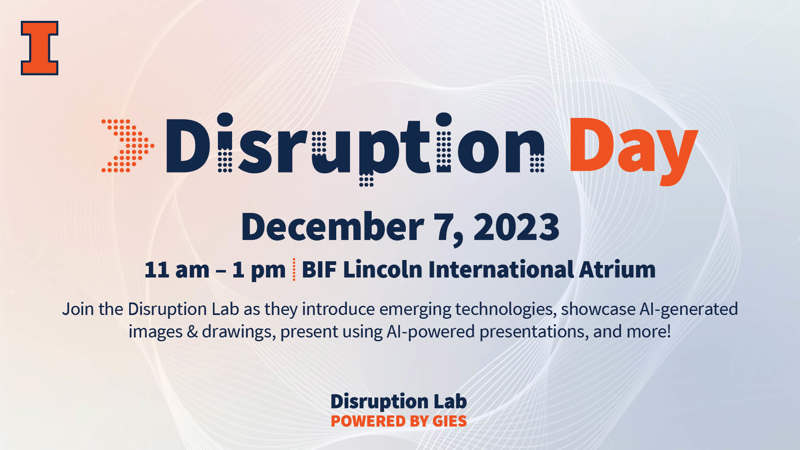 I
Disruption Day
December 7, 2023
11 am – 1 pm | BIF Lincoln International Atrium
Join the Disruption Lab as they introduce emerging technologies, showcase AI-generated
images & drawings, present using AI-powered presentations, and more!
Disruption Lab
POWERED BY GIES